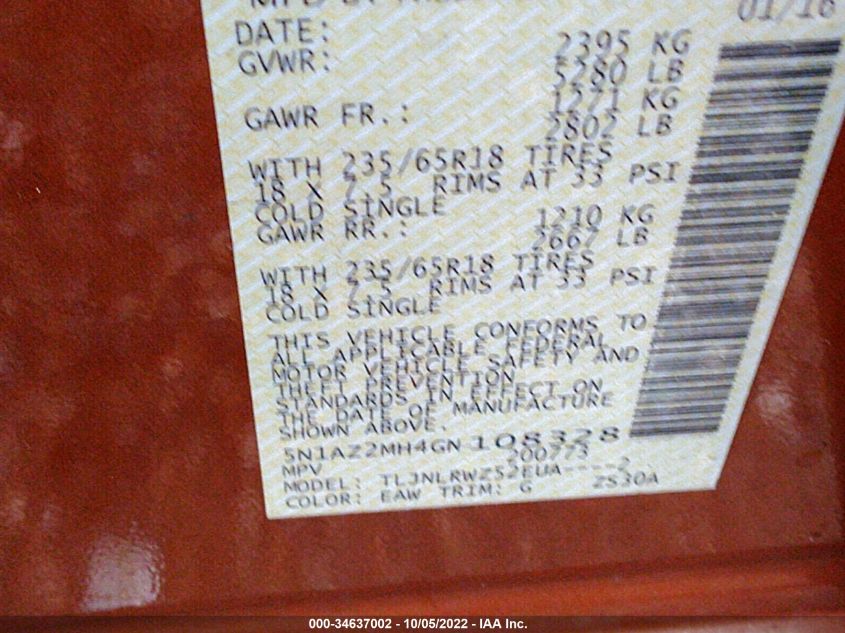 01/16
DATE:
GVWR: 2395 KG
5280 LB
GAWR FR.: 1271 KG
2802 LB
WITH 235/65R18 TIRES
18 X 7.5 RIMS AT 33 PSI
COLD SINGLE
GAWR RR.: 1210 KG
2667 LB
WITH 235/65R18 TIRES
18 X 7.5 RIMS AT 33 PSI
COLD SINGLE
THIS VEHICLE CONFORMS TO
ALL APPLICABLE FEDERAL
MOTOR VEHICLE SAFETY AND
THEFT PREVENTION
STANDARDS IN EFFECT ON
THE DATE OF MANUFACTURE
SHOWN ABOVE.
5N1AZ2MH4GN108328
MPV 200773
MODEL: TLJNLRWZ52EUA----2
COLOR: EAW TRIM: G ZS30A
000-34637002 - 10/05/2022 - IAA Inc.